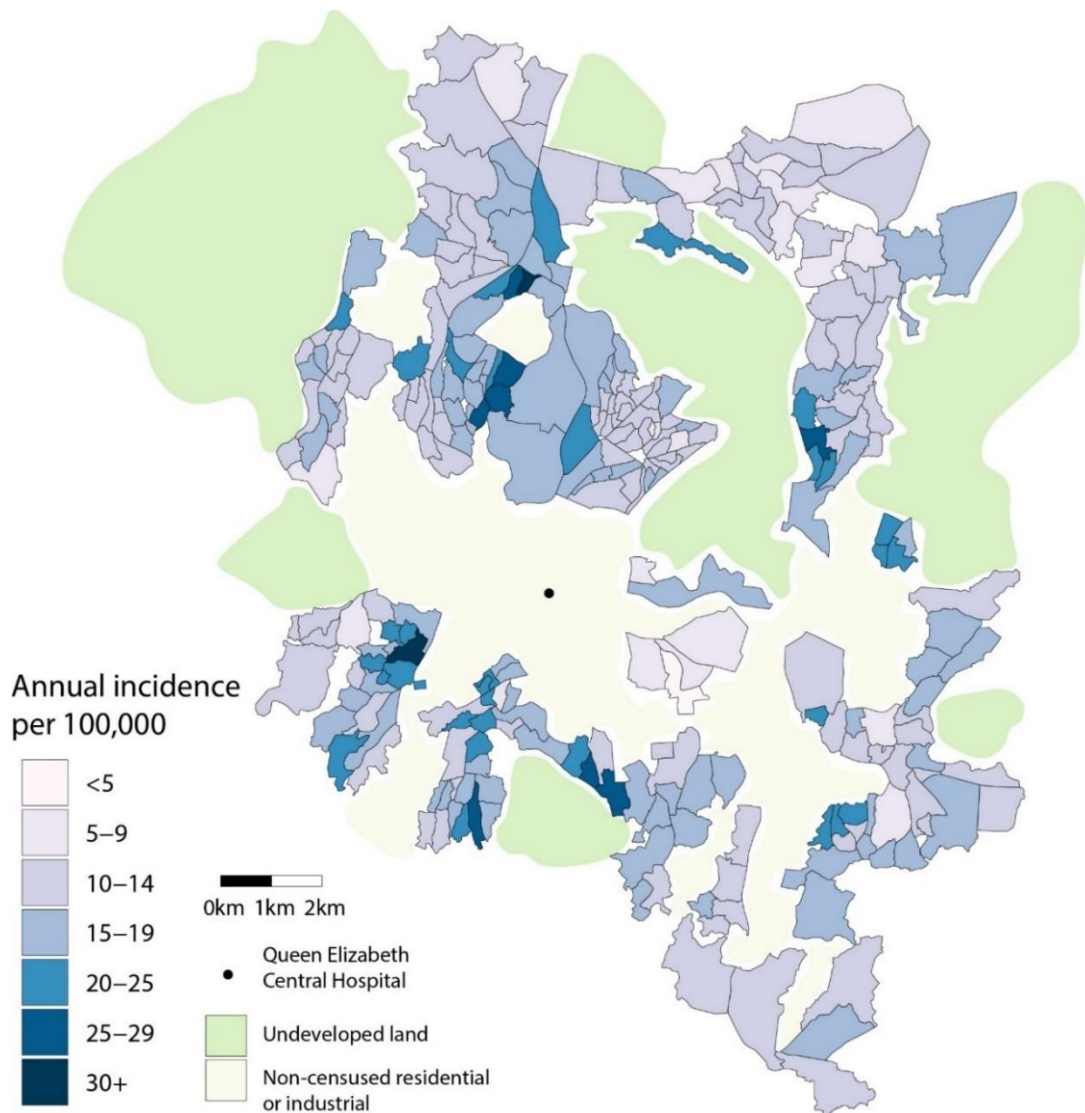 Annual incidence
per 100,000
<5
5–9
10–14
15–19
20–25
25–29
30+
0km 1km 2km
Queen Elizabeth
Central Hospital
Undeveloped land
Non-censused residential
or industrial